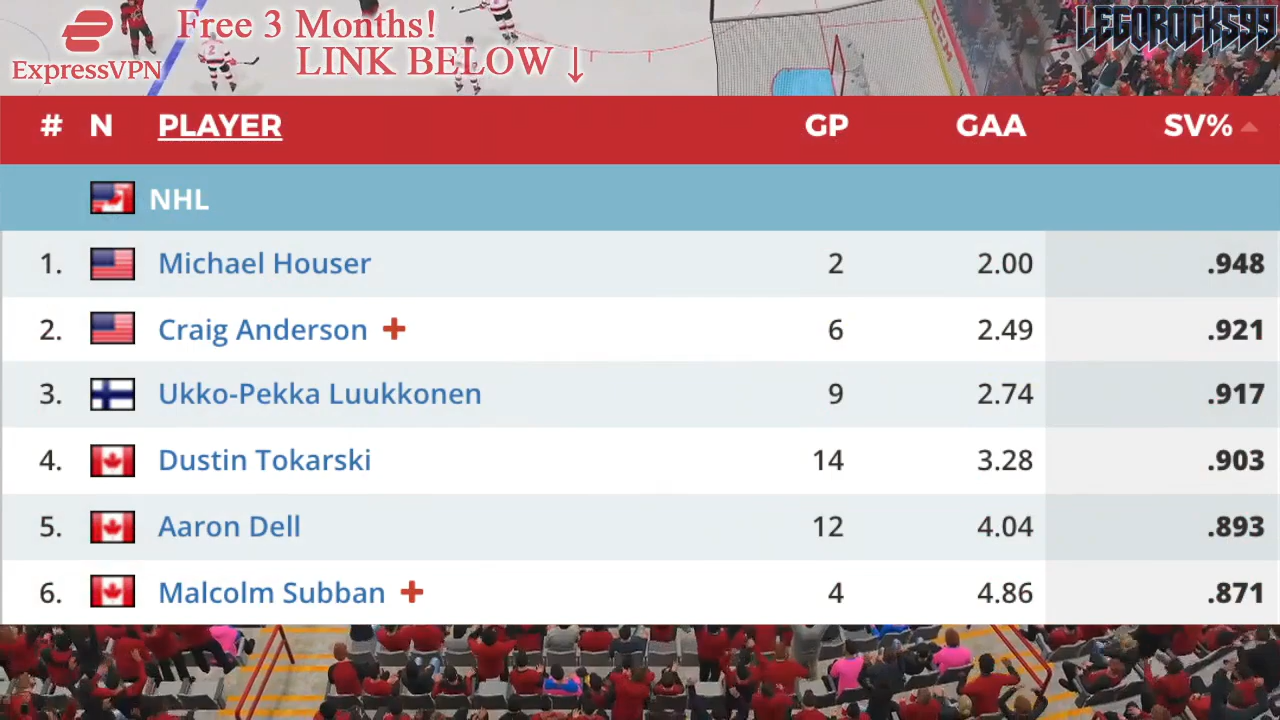 ExpressVPN
Free 3 Months!
LINK BELOW ↓
LEGOROCKS99
# N PLAYER GP GAA SV%
NHL
1. Michael Houser 2 2.00 .948
2. Craig Anderson + 6 2.49 .921
3. Ukko-Pekka Luukkonen 9 2.74 .917
4. Dustin Tokarski 14 3.28 .903
5. Aaron Dell 12 4.04 .893
6. Malcolm Subban + 4 4.86 .871